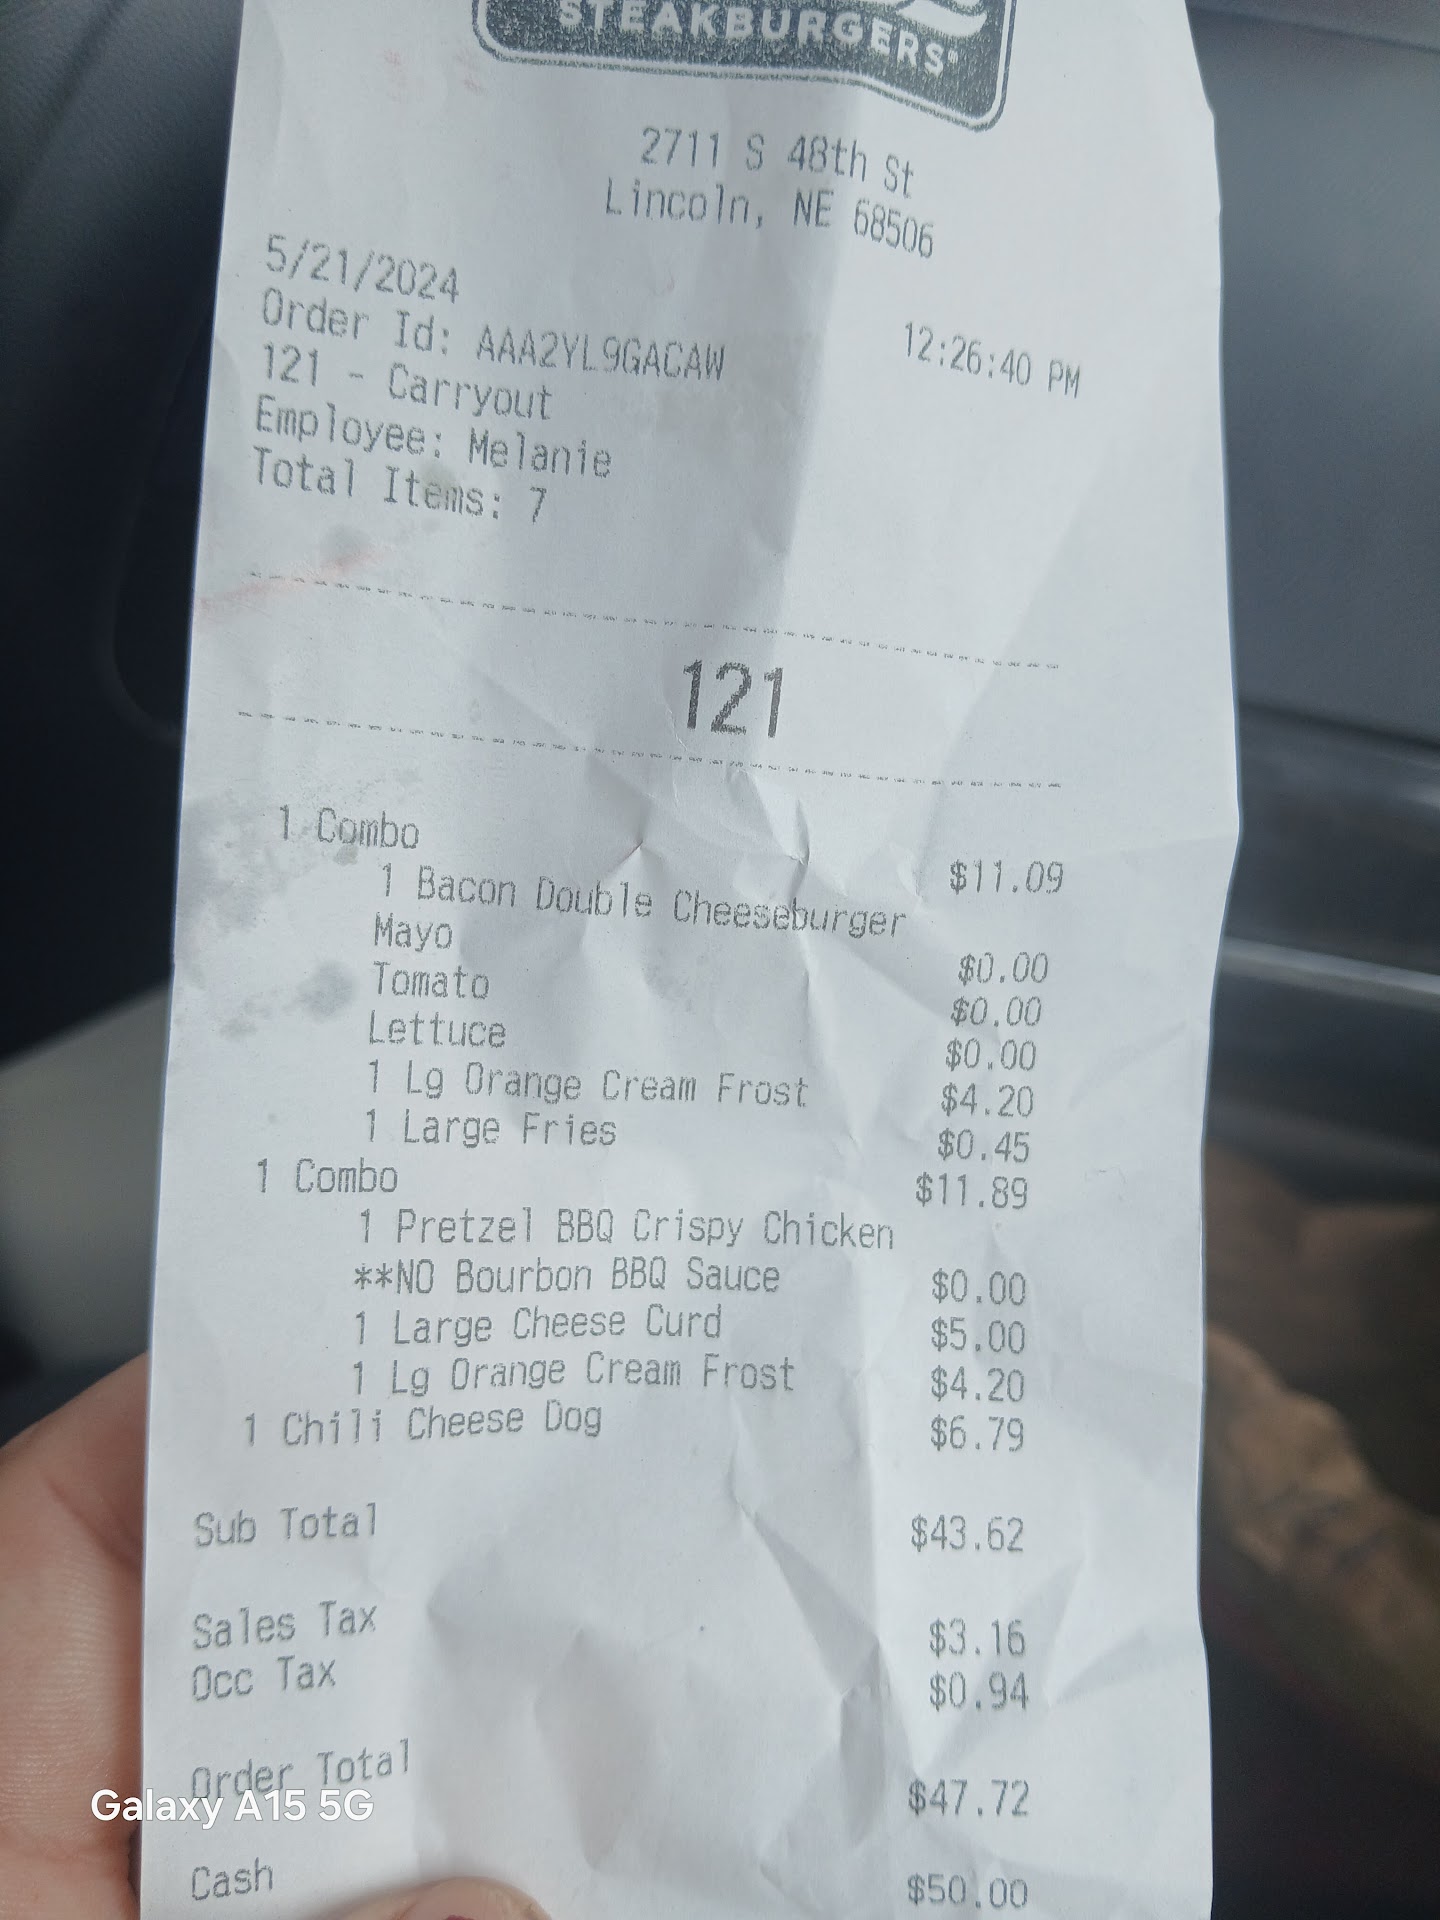 STEAKBURGERS®
2711 S 48th St
Lincoln, NE 68506
5/21/2024 12:26:40 PM
Order Id: AAA2YL9GACAW
121 - Carryout
Employee: Melanie
Total Items: 7
121
1 Combo $11.09
1 Bacon Double Cheeseburger
Mayo $0.00
Tomato $0.00
Lettuce $0.00
1 Lg Orange Cream Frost $4.20
1 Large Fries $0.45
1 Combo $11.89
1 Pretzel BBQ Crispy Chicken
**NO Bourbon BBQ Sauce $0.00
1 Large Cheese Curd $5.00
1 Lg Orange Cream Frost $4.20
1 Chili Cheese Dog $6.79
Sub Total $43.62
Sales Tax $3.16
Occ Tax $0.94
Order Total $47.72
Galaxy A15 5G
Cash $50.00